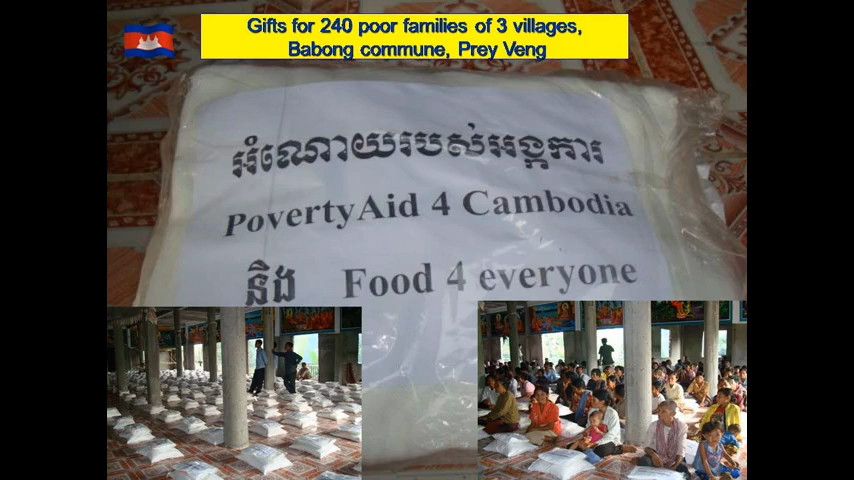 Gifts for 240 poor families of 3 villages,
Babong commune, Prey Veng
អំណោយរបស់អង្កការ
PovertyAid 4 Cambodia
និង Food 4 everyone